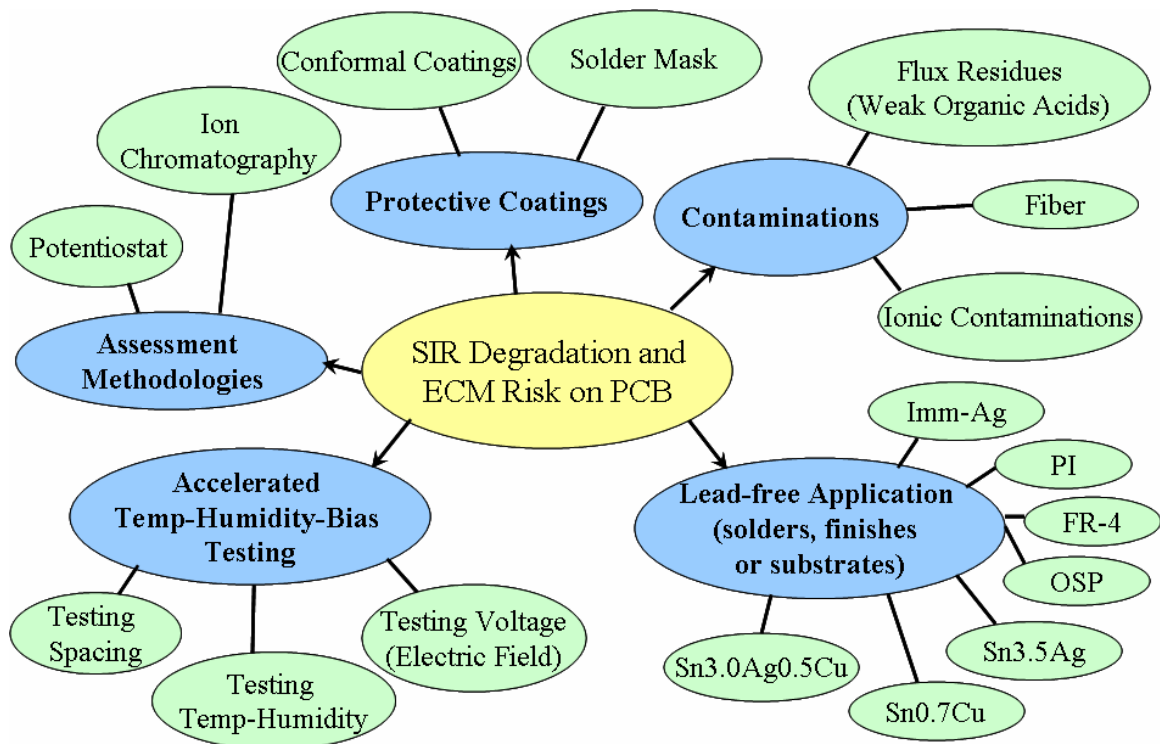 Conformal Coatings
Solder Mask
Flux Residues
(Weak Organic Acids)
Ion
Chromatography
Protective Coatings
Contaminations
Fiber
Potentiostat
Ionic Contaminations
Assessment
Methodologies
SIR Degradation and
ECM Risk on PCB
Imm-Ag
PI
Accelerated
Temp-Humidity-Bias
Testing
Lead-free Application
(solders, finishes
or substrates)
FR-4
OSP
Testing
Spacing
Testing Voltage
(Electric Field)
Testing
Temp-Humidity
Sn3.0Ag0.5Cu
Sn3.5Ag
Sn0.7Cu